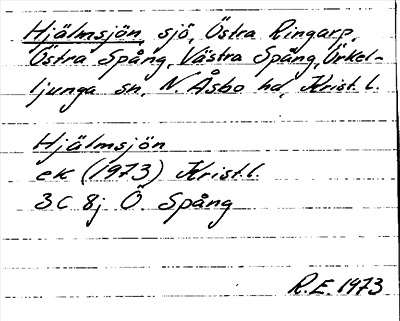 Hjälmsjön, sjö, Östra Ringarp,
Östra Spång, Västra Spång, Örkel-
ljunga sn, N. Åsbo hd, Krist. l.
Hjälmsjön
ek (1973) Krist. l.
3C 8j Ö. Spång
R.E. 1973